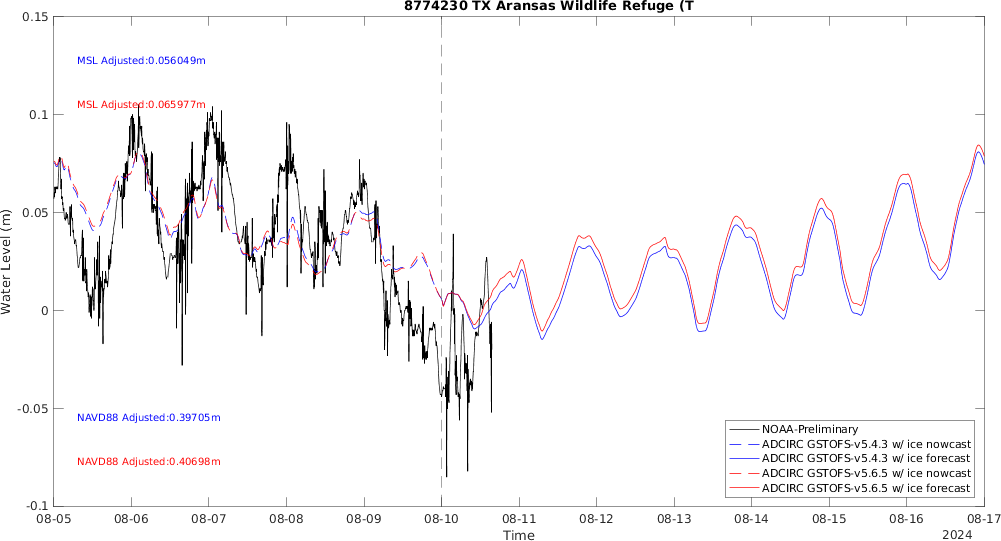 8774230 TX Aransas Wildlife Refuge (T
0.15
0.1
0.05
0
-0.05
-0.1
Water Level (m)
MSL Adjusted:0.056049m
MSL Adjusted:0.065977m
NAVD88 Adjusted:0.39705m
NAVD88 Adjusted:0.40698m
NOAA-Preliminary
ADCIRC GSTOFS-v5.4.3 w/ ice nowcast
ADCIRC GSTOFS-v5.4.3 w/ ice forecast
ADCIRC GSTOFS-v5.6.5 w/ ice nowcast
ADCIRC GSTOFS-v5.6.5 w/ ice forecast
08-05 08-06 08-07 08-08 08-09 08-10 08-11 08-12 08-13 08-14 08-15 08-16 08-17
Time
2024